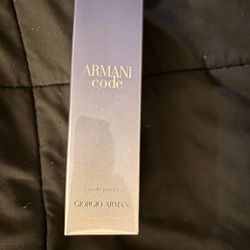 ARMANI
code
eau de parfum
GIORGIO ARMANI